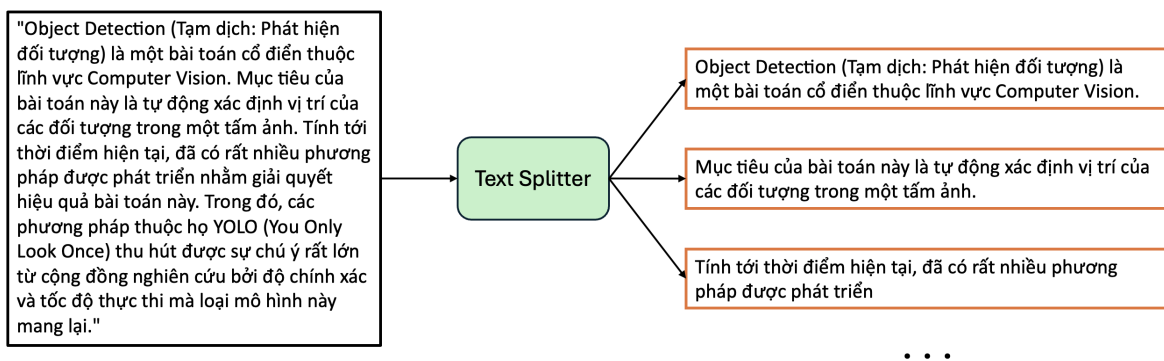 "Object Detection (Tạm dịch: Phát hiện
đối tượng) là một bài toán cổ điển thuộc
lĩnh vực Computer Vision. Mục tiêu của
bài toán này là tự động xác định vị trí của
các đối tượng trong một tấm ảnh. Tính tới
thời điểm hiện tại, đã có rất nhiều phương
pháp được phát triển nhằm giải quyết
hiệu quả bài toán này. Trong đó, các
phương pháp thuộc họ YOLO (You Only
Look Once) thu hút được sự chú ý rất lớn
từ cộng đồng nghiên cứu bởi độ chính xác
và tốc độ thực thi mà loại mô hình này
mang lại."
Text Splitter
Object Detection (Tạm dịch: Phát hiện đối tượng) là
một bài toán cổ điển thuộc lĩnh vực Computer Vision.
Mục tiêu của bài toán này là tự động xác định vị trí của
các đối tượng trong một tấm ảnh.
Tính tới thời điểm hiện tại, đã có rất nhiều phương
pháp được phát triển
. . .